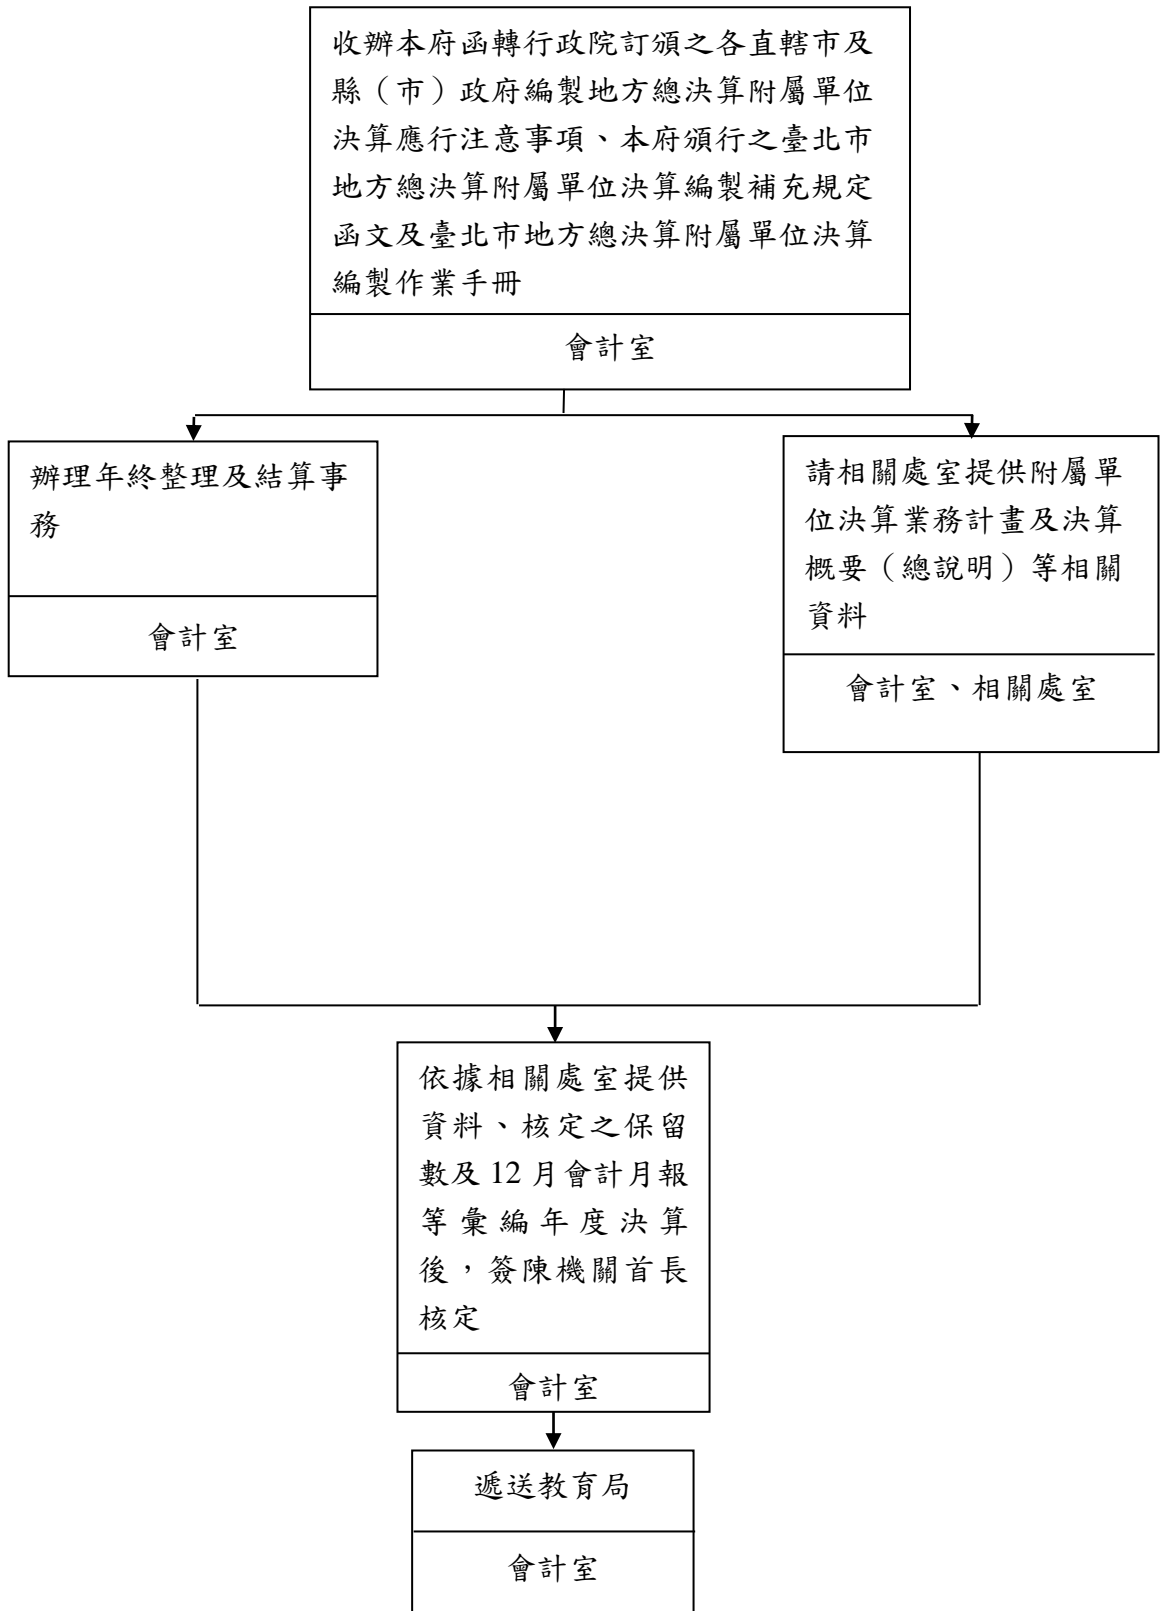 收辦本府函轉行政院訂頒之各直轄市及
縣（市）政府編製地方總決算附屬單位
決算應行注意事項、本府頒行之臺北市
地方總決算附屬單位決算編製補充規定
函文及臺北市地方總決算附屬單位決算
編製作業手冊
會計室
辦理年終整理及結算事
務
會計室
請相關處室提供附屬單
位決算業務計畫及決算
概要（總說明）等相關
資料
會計室、相關處室
依據相關處室提供
資料、核定之保留
數及 12 月會計月報
等彙編年度決算
後，簽陳機關首長
核定
會計室
遞送教育局
會計室